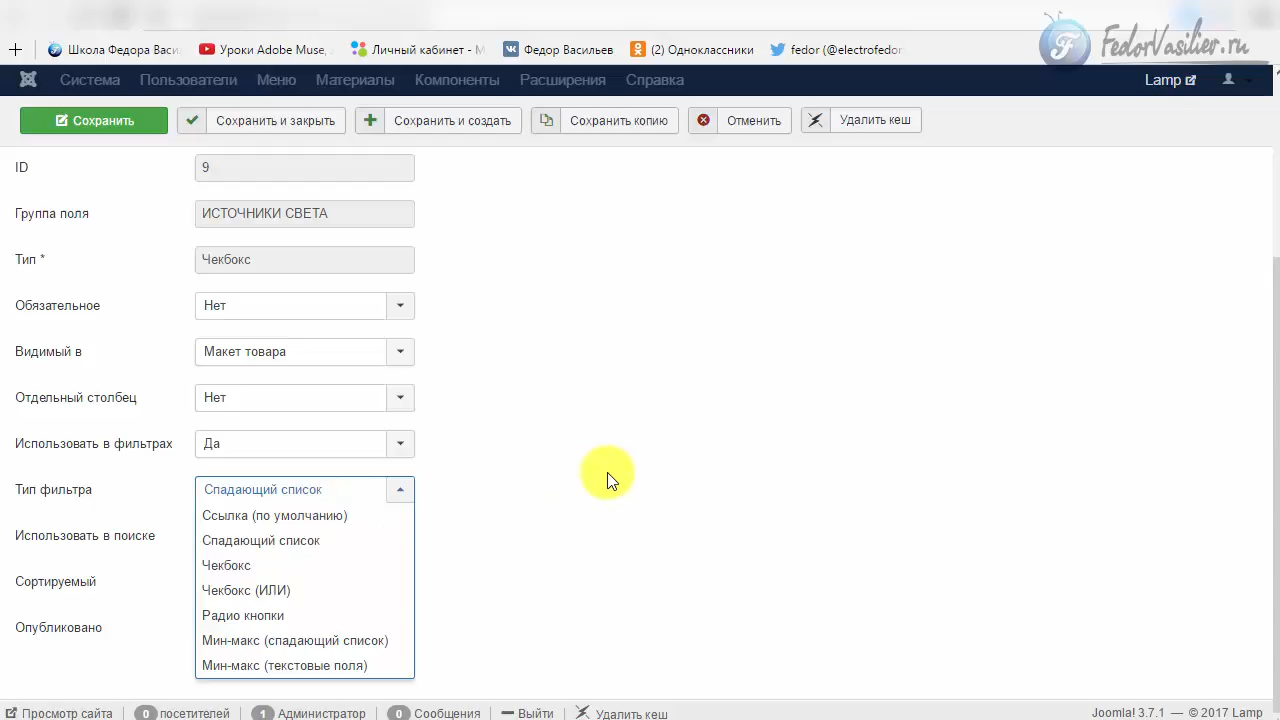 Школа Федора Васи
Уроки Adobe Muse,
Личный кабинет - М
Федор Васильев
(2) Одноклассники
fedor (@electrofedor
FedorVasiliev.ru
Система Пользователи Меню Материалы Компоненты Расширения Справка Lamp
Сохранить Сохранить и закрыть Сохранить и создать Сохранить копию Отменить Удалить кеш
ID 9
Группа поля ИСТОЧНИКИ СВЕТА
Тип * Чекбокс
Обязательное Нет
Видимый в Макет товара
Отдельный столбец Нет
Использовать в фильтрах Да
Тип фильтра Спадающий список
Ссылка (по умолчанию)
Использовать в поиске Спадающий список
Чекбокс
Сортируемый Чекбокс (ИЛИ)
Опубликовано Радио кнопки
Мин-макс (спадающий список)
Мин-макс (текстовые поля)
Просмотр сайта 0 посетителей 1 Администратор 0 Сообщения Выйти Удалить кеш Joomla! 3.7.1 — © 2017 Lamp